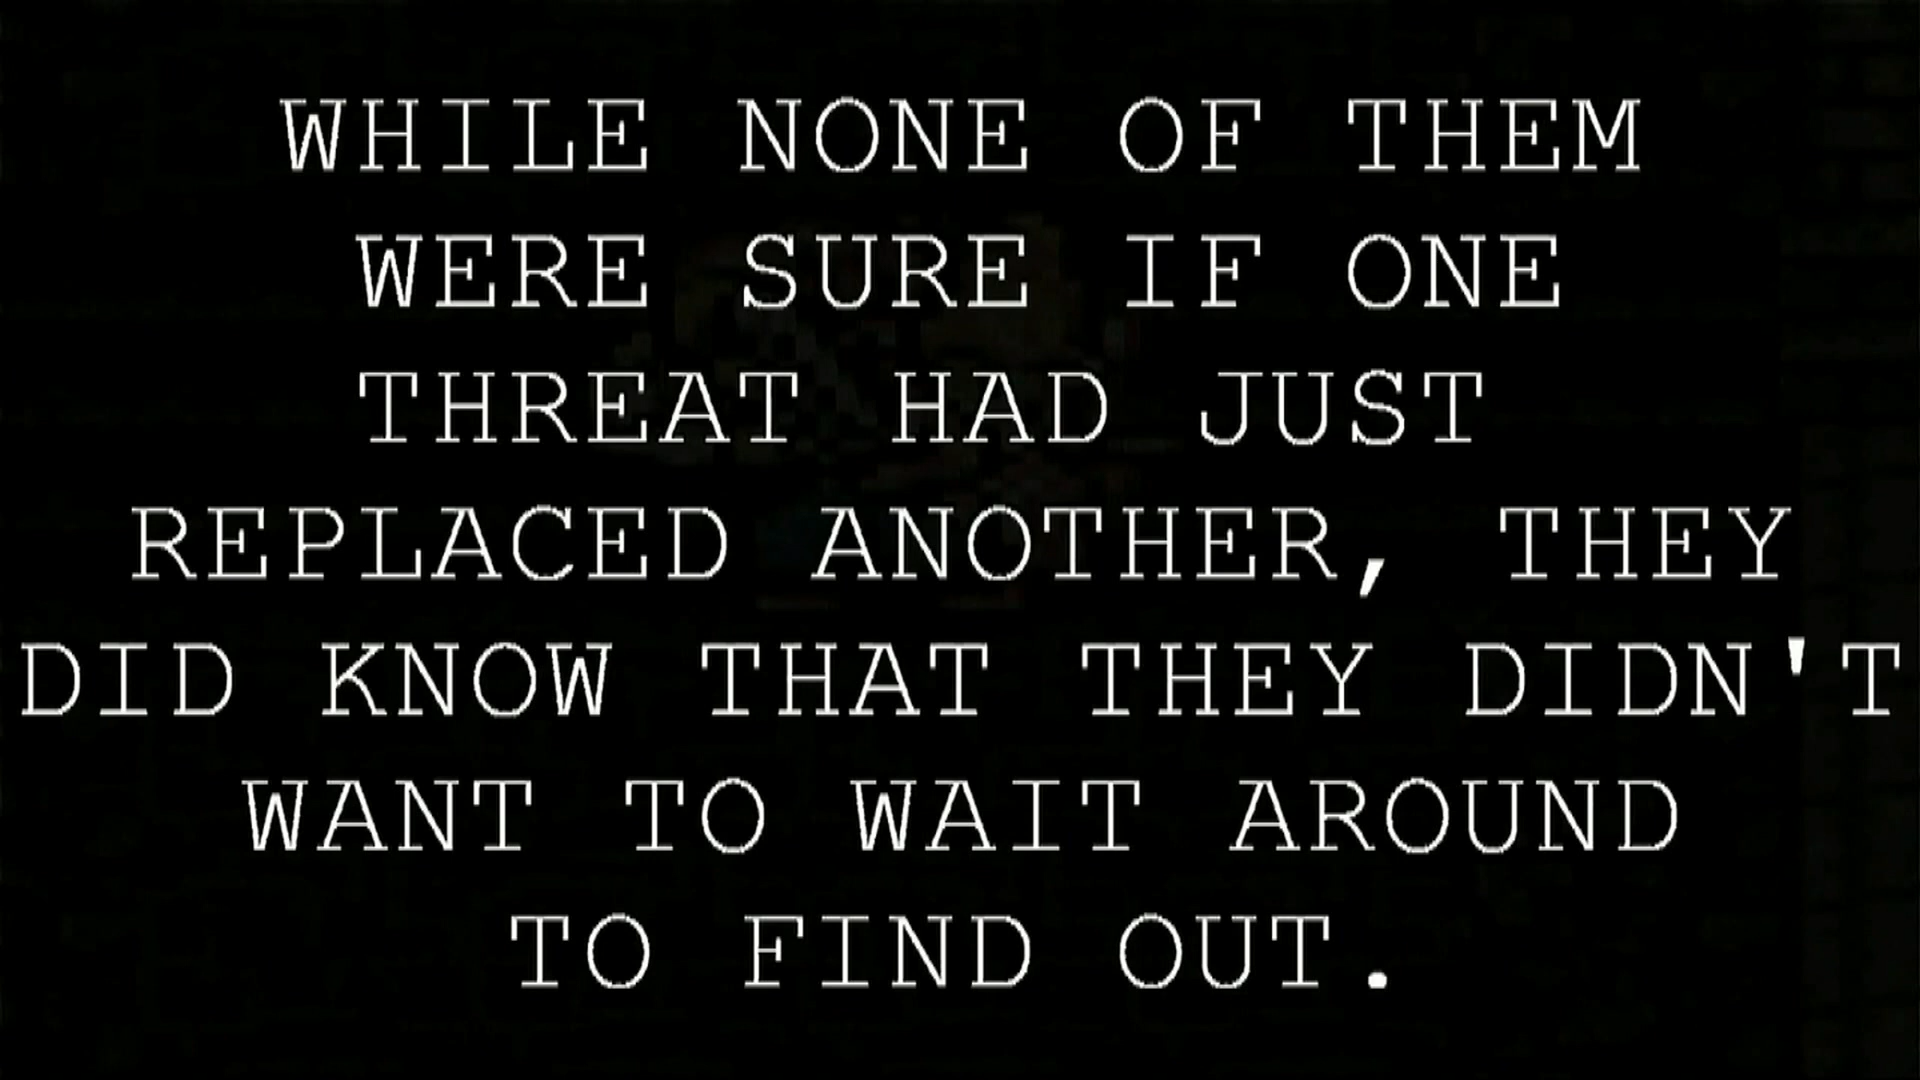 WHILE NONE OF THEM
WERE SURE IF ONE
THREAT HAD JUST
REPLACED ANOTHER, THEY
DID KNOW THAT THEY DIDN'T
WANT TO WAIT AROUND
TO FIND OUT.